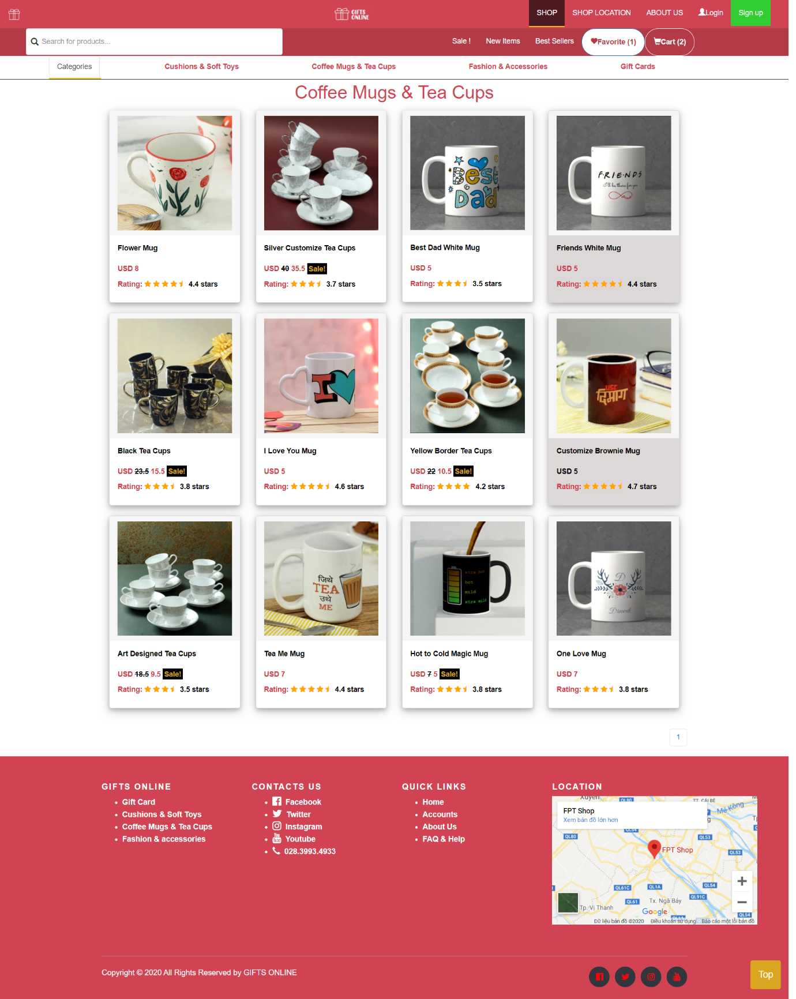 GIFTS
ONLINE
SHOP
SHOP LOCATION
ABOUT US
Login
Sign up
Search for products...
Sale !
New Items
Best Sellers
Favorite (1)
Cart (2)
Categories
Cushions & Soft Toys
Coffee Mugs & Tea Cups
Fashion & Accessories
Gift Cards
Coffee Mugs & Tea Cups
Best
Dad
F·R·I·E·N·D·S
I'll be there for you
Flower Mug
USD 8
Rating: 4.4 stars
Silver Customize Tea Cups
USD 40 35.5 Sale!
Rating: 3.7 stars
Best Dad White Mug
USD 5
Rating: 3.5 stars
Friends White Mug
USD 5
Rating: 4.4 stars
I
USE
दिमाग
Black Tea Cups
USD 23.5 15.5 Sale!
Rating: 3.8 stars
I Love You Mug
USD 5
Rating: 4.6 stars
Yellow Border Tea Cups
USD 22 10.5 Sale!
Rating: 4.2 stars
Customize Brownie Mug
USD 5
Rating: 4.7 stars
जिथे
TEA
उथे
ME
xtra hot
hot
mild
xtra mild
D
Dinesh
Art Designed Tea Cups
USD 18.5 9.5 Sale!
Rating: 3.5 stars
Tea Me Mug
USD 7
Rating: 4.4 stars
Hot to Cold Magic Mug
USD 7 5 Sale!
Rating: 3.8 stars
One Love Mug
USD 7
Rating: 3.8 stars
1
GIFTS ONLINE
Gift Card
Cushions & Soft Toys
Coffee Mugs & Tea Cups
Fashion & accessories
CONTACTS US
Facebook
Twitter
Instagram
Youtube
028.3993.4933
QUICK LINKS
Home
Accounts
About Us
FAQ & Help
LOCATION
Xuyên
QL80
TT. CÁI BÈ
Mê Kông
FPT Shop
Xem bản đồ lớn hơn
QL80
QL54
QL53
FPT Shop
QL53
QL61C
QL1A
QL54
QL61
Tx. Ngã Bảy
QL91C
Tp. Vị Thanh
Google
QL54
Dữ liệu bản đồ ©2020
Điều khoản sử dụng
Báo cáo một lỗi bản đồ
Copyright © 2020 All Rights Reserved by GIFTS ONLINE
Top